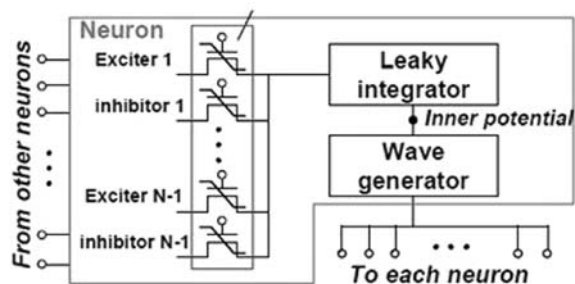 Neuron
From other neurons
Exciter 1
inhibitor 1
Exciter N-1
inhibitor N-1
Leaky
integrator
Inner potential
Wave
generator
To each neuron